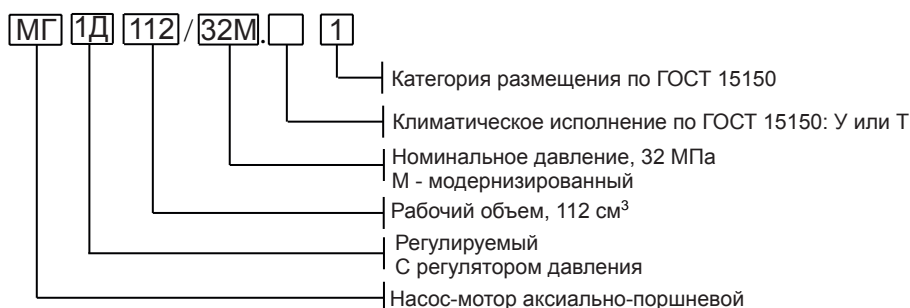 МГ 1Д 112 / 32М. 1
Категория размещения по ГОСТ 15150
Климатическое исполнение по ГОСТ 15150: У или Т
Номинальное давление, 32 МПа
М - модернизированный
Рабочий объем, 112 см³
Регулируемый
С регулятором давления
Насос-мотор аксиально-поршневой